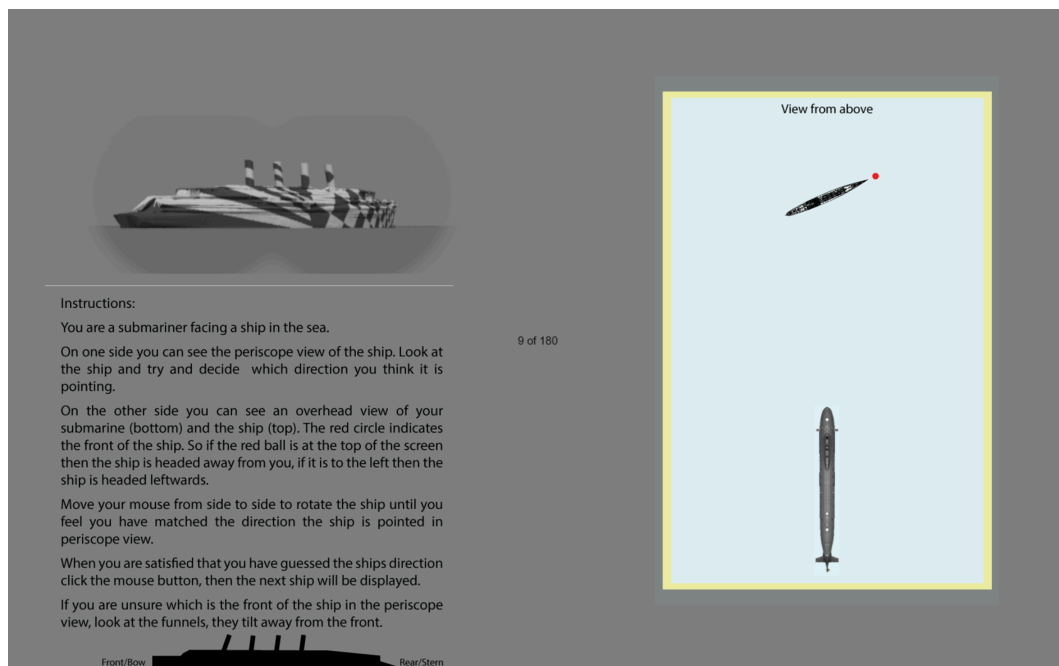 View from above
Instructions:
You are a submariner facing a ship in the sea.
On one side you can see the periscope view of the ship. Look at
the ship and try and decide which direction you think it is
pointing.
9 of 180
On the other side you can see an overhead view of your
submarine (bottom) and the ship (top). The red circle indicates
the front of the ship. So if the red ball is at the top of the screen
then the ship is headed away from you, if it is to the left then the
ship is headed leftwards.
Move your mouse from side to side to rotate the ship until you
feel you have matched the direction the ship is pointed in
periscope view.
When you are satisfied that you have guessed the ships direction
click the mouse button, then the next ship will be displayed.
If you are unsure which is the front of the ship in the periscope
view, look at the funnels, they tilt away from the front.
Front/Bow
Rear/Stern